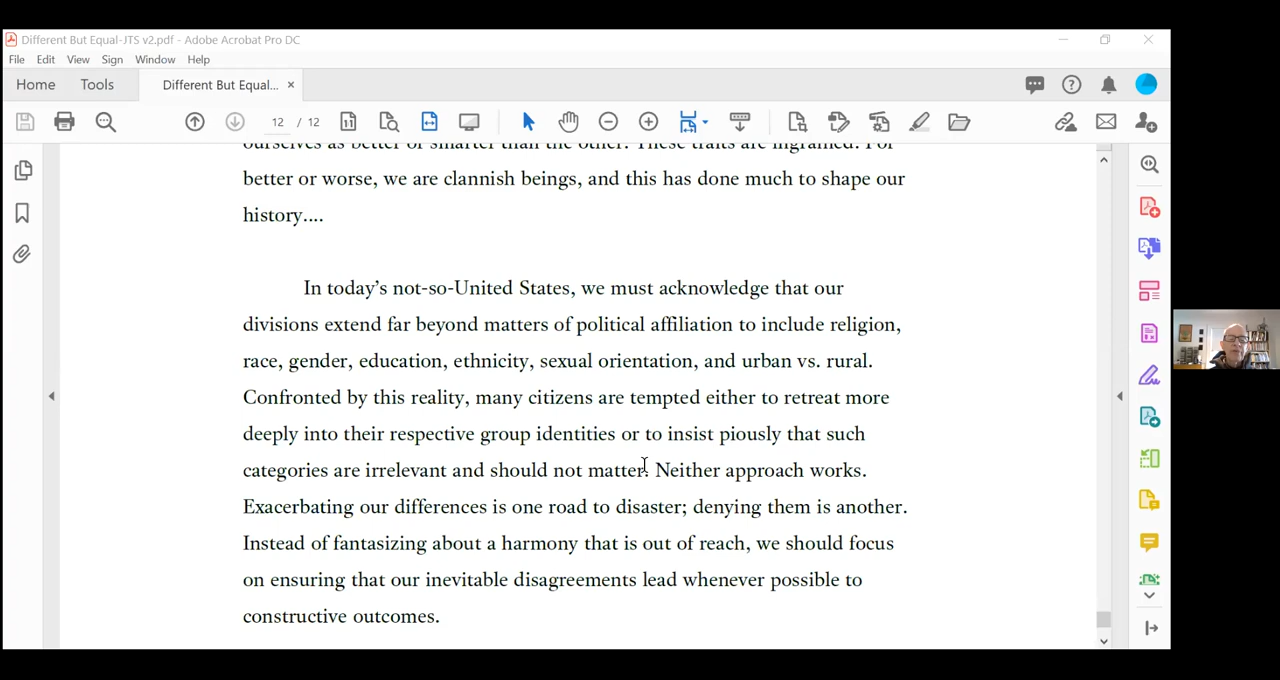 Different But Equal-JTS v2.pdf - Adobe Acrobat Pro DC
File Edit View Sign Window Help
Home Tools Different But Equal... ×
12 / 12
ourselves as better or smarter than the other. These traits are ingrained. For
better or worse, we are clannish beings, and this has done much to shape our
history....
In today’s not-so-United States, we must acknowledge that our
divisions extend far beyond matters of political affiliation to include religion,
race, gender, education, ethnicity, sexual orientation, and urban vs. rural.
Confronted by this reality, many citizens are tempted either to retreat more
deeply into their respective group identities or to insist piously that such
categories are irrelevant and should not matter. Neither approach works.
Exacerbating our differences is one road to disaster; denying them is another.
Instead of fantasizing about a harmony that is out of reach, we should focus
on ensuring that our inevitable disagreements lead whenever possible to
constructive outcomes.